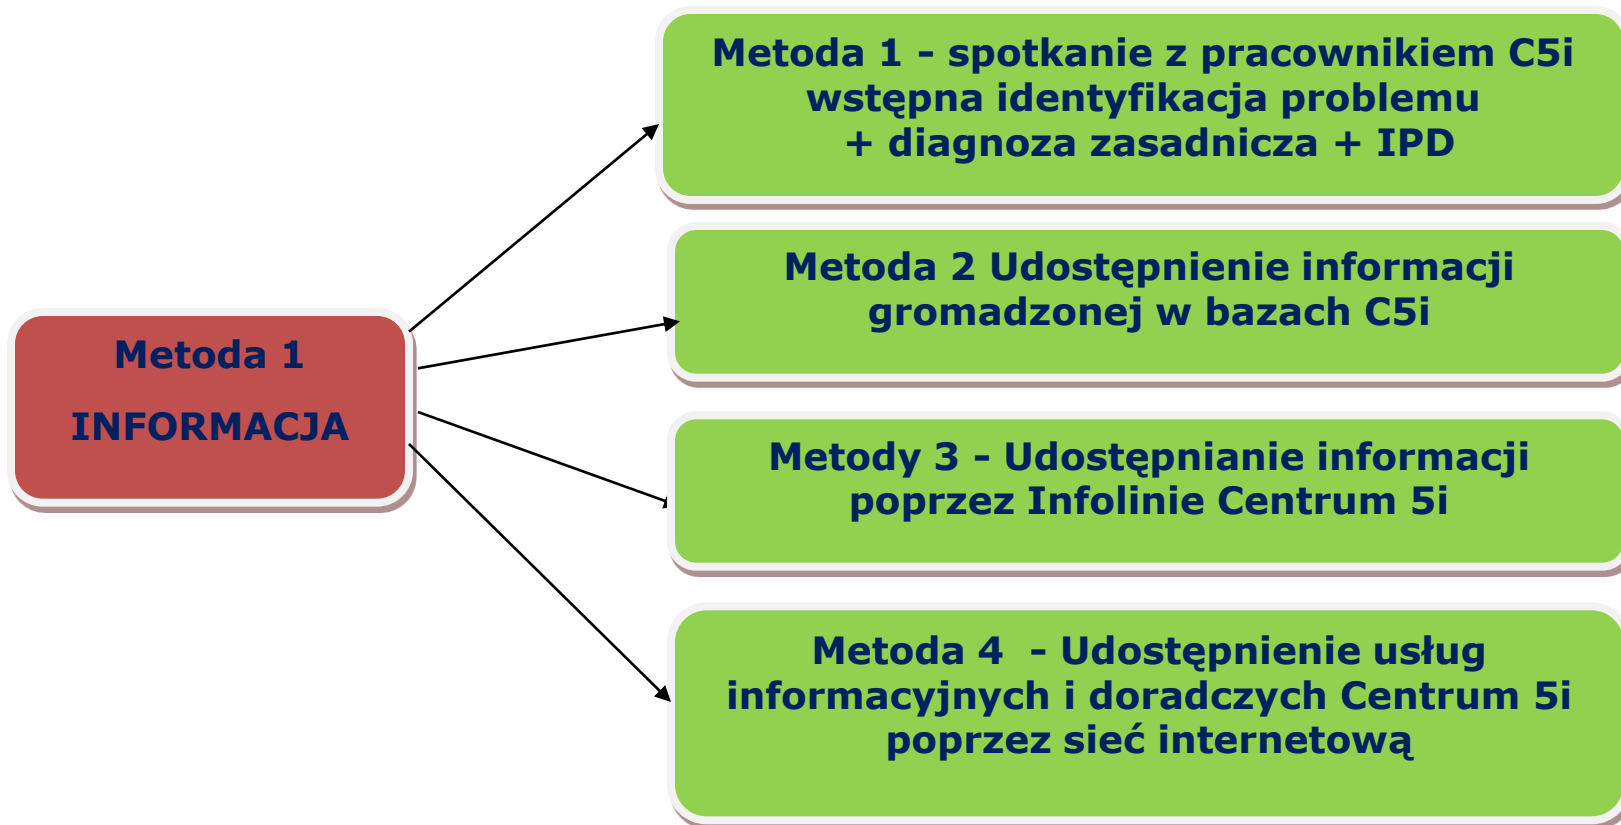 Metoda 1 - spotkanie z pracownikiem C5i
wstępna identyfikacja problemu
+ diagnoza zasadnicza + IPD
Metoda 2 Udostępnienie informacji
gromadzonej w bazach C5i
Metoda 1
INFORMACJA
Metody 3 - Udostępnianie informacji
poprzez Infolinie Centrum 5i
Metoda 4  - Udostępnienie usług
informacyjnych i doradczych Centrum 5i
poprzez sieć internetową